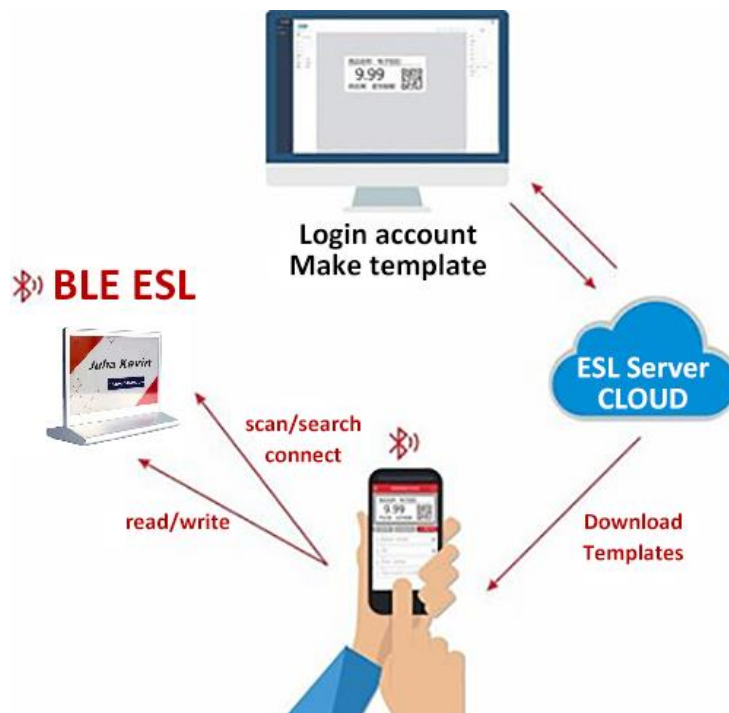 9.99
Login account
Make template
BLE ESL
Julia Kevin
ESL Server
CLOUD
scan/search
connect
9.99
read/write
Download
Templates